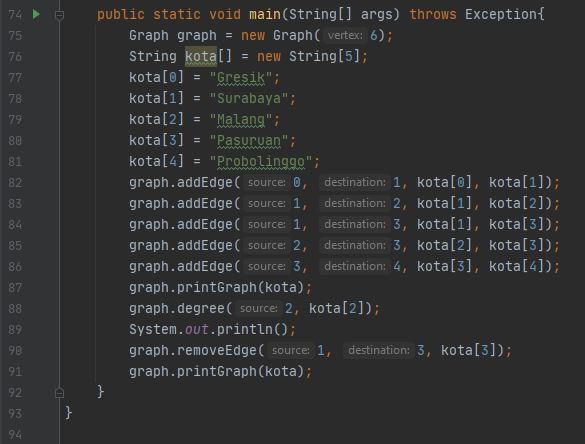 74 public static void main(String[] args) throws Exception{
75 Graph graph = new Graph( vertex: 6);
76 String kota[] = new String[5];
77 kota[0] = "Gresik";
78 kota[1] = "Surabaya";
79 kota[2] = "Malang";
80 kota[3] = "Pasuruan";
81 kota[4] = "Probolinggo";
82 graph.addEdge( source: 0, destination: 1, kota[0], kota[1]);
83 graph.addEdge( source: 1, destination: 2, kota[1], kota[2]);
84 graph.addEdge( source: 1, destination: 3, kota[1], kota[3]);
85 graph.addEdge( source: 2, destination: 3, kota[2], kota[3]);
86 graph.addEdge( source: 3, destination: 4, kota[3], kota[4]);
87 graph.printGraph(kota);
88 graph.degree( source: 2, kota[2]);
89 System.out.println();
90 graph.removeEdge( source: 1, destination: 3, kota[3]);
91 graph.printGraph(kota);
92 }
93 }
94